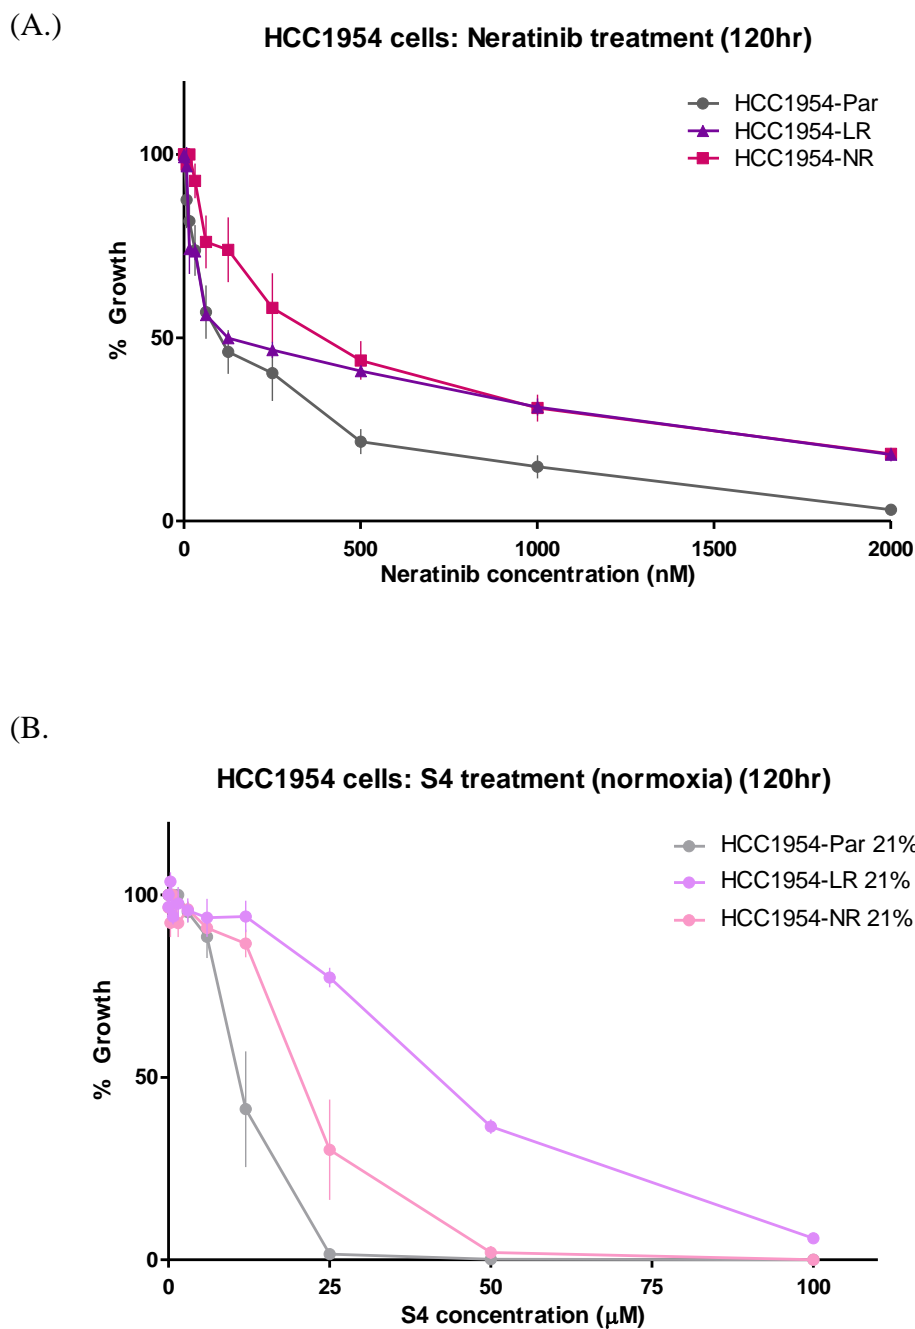 (A.)
HCC1954 cells: Neratinib treatment (120hr)
HCC1954-Par
HCC1954-LR
HCC1954-NR
100
50
0
% Growth
0 500 1000 1500 2000
Neratinib concentration (nM)
(B.
HCC1954 cells: S4 treatment (normoxia) (120hr)
HCC1954-Par 21%
HCC1954-LR 21%
HCC1954-NR 21%
100
50
0
% Growth
0 25 50 75 100
S4 concentration (μM)